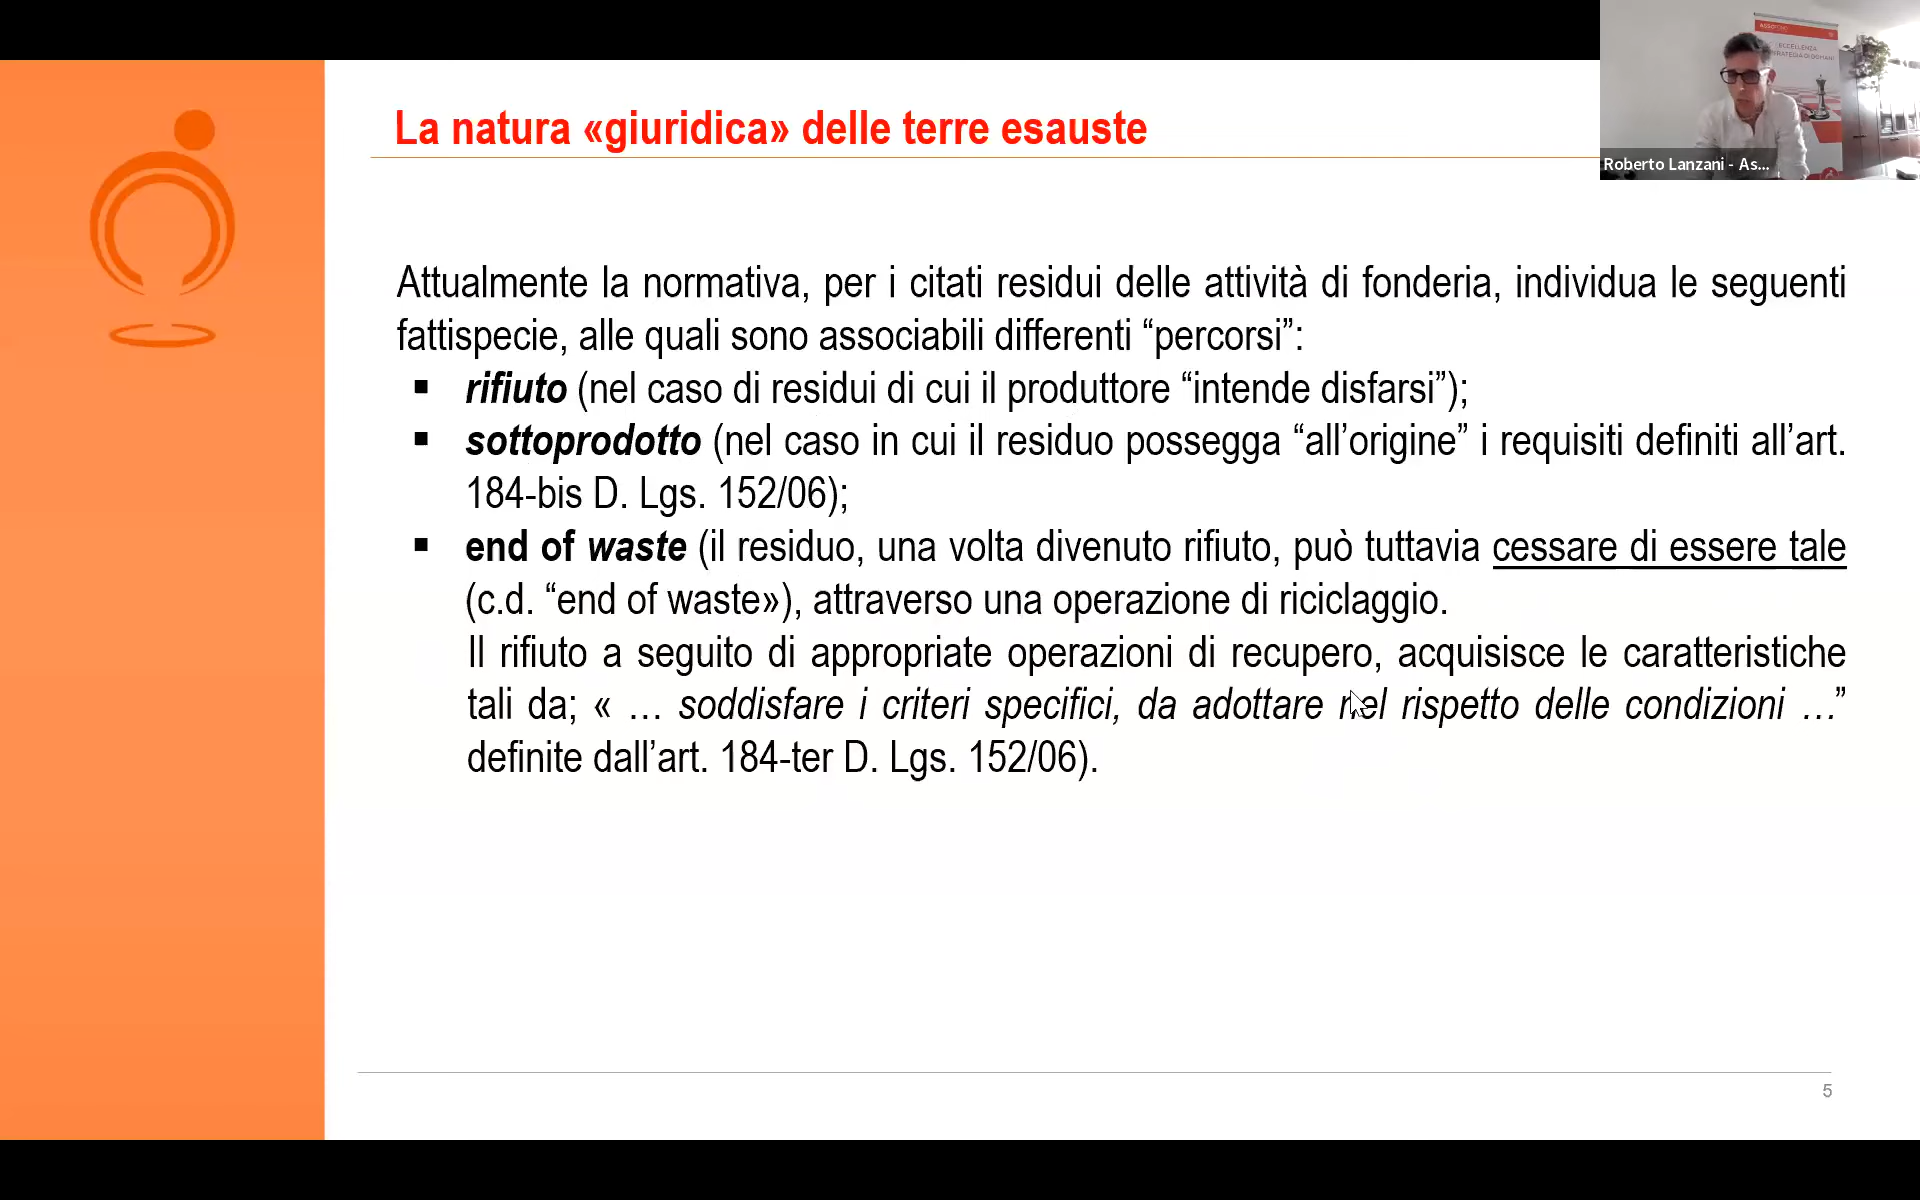 La natura «giuridica» delle terre esauste
ECCELLENZA
Roberto Lanzani - As...
Attualmente la normativa, per i citati residui delle attività di fonderia, individua le seguenti
fattispecie, alle quali sono associabili differenti “percorsi”:
▪ rifiuto (nel caso di residui di cui il produttore “intende disfarsi”);
▪ sottoprodotto (nel caso in cui il residuo possegga “all’origine” i requisiti definiti all’art.
184-bis D. Lgs. 152/06);
▪ end of waste (il residuo, una volta divenuto rifiuto, può tuttavia cessare di essere tale
(c.d. “end of waste»), attraverso una operazione di riciclaggio.
Il rifiuto a seguito di appropriate operazioni di recupero, acquisisce le caratteristiche
tali da; « … soddisfare i criteri specifici, da adottare nel rispetto delle condizioni …”
definite dall’art. 184-ter D. Lgs. 152/06).
5